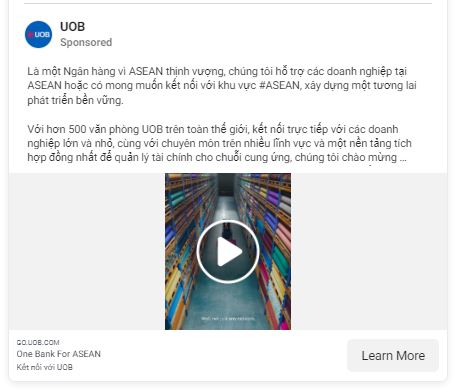 UOB
Sponsored
Là một Ngân hàng vì ASEAN thịnh vượng, chúng tôi hỗ trợ các doanh nghiệp tại
ASEAN hoặc có mong muốn kết nối với khu vực #ASEAN, xây dựng một tương lai
phát triển bền vững.
Với hơn 500 văn phòng UOB trên toàn thế giới, kết nối trực tiếp với các doanh
nghiệp lớn và nhỏ, cùng với chuyên môn trên nhiều lĩnh vực và một nền tảng tích
hợp đồng nhất để quản lý tài chính cho chuỗi cung ứng, chúng tôi chào mừng ...
GO.UOB.COM
One Bank For ASEAN
Kết nối với UOB
Learn More